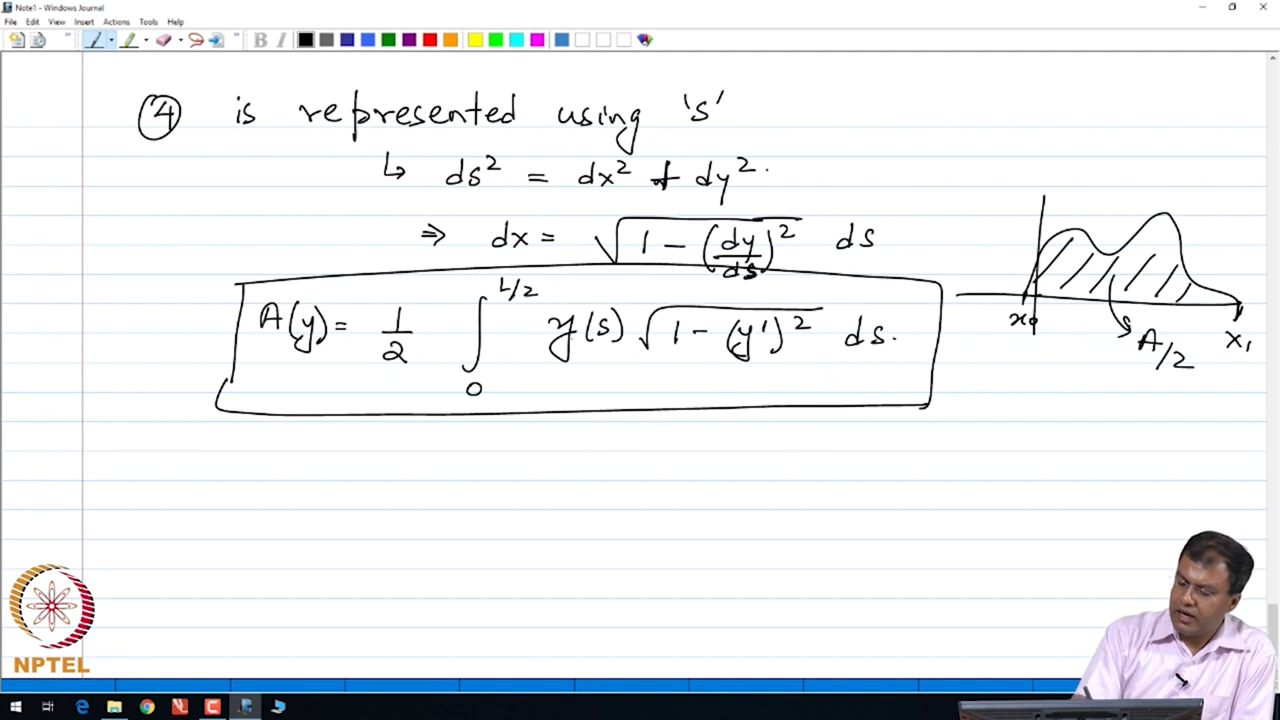 Note1 - Windows Journal
File Edit View Insert Actions Tools Help
B I
④ is represented using 's'
↳ ds² = dx² + dy².
⇒ dx = √(1 - (dy/ds)²) ds
A(y) = 1/2 ∫₀^{L/2} y(s) √(1 - (y')²) ds.
x₀ A/2 x₁
NPTEL